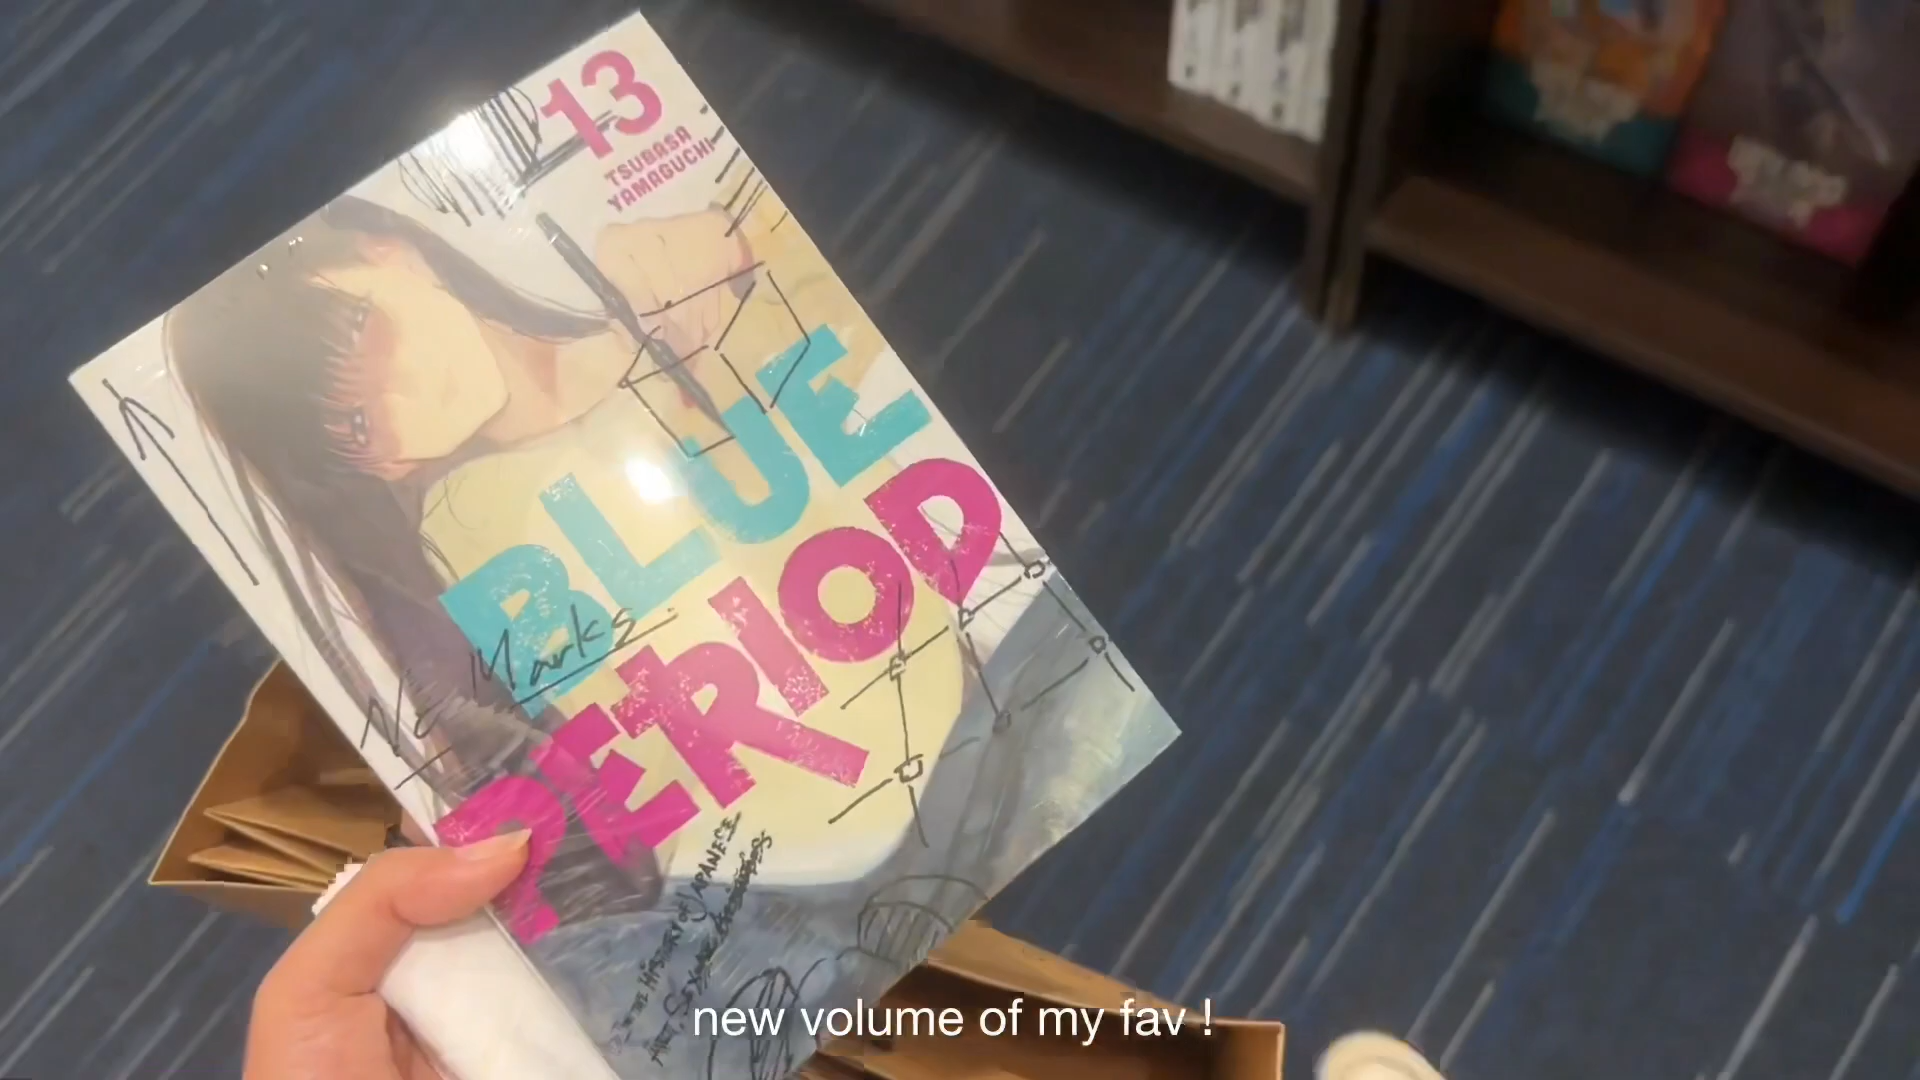 13
TSUBASA
YAMAGUCHI
BLUE
PERIOD
No Marks
new volume of my fav !